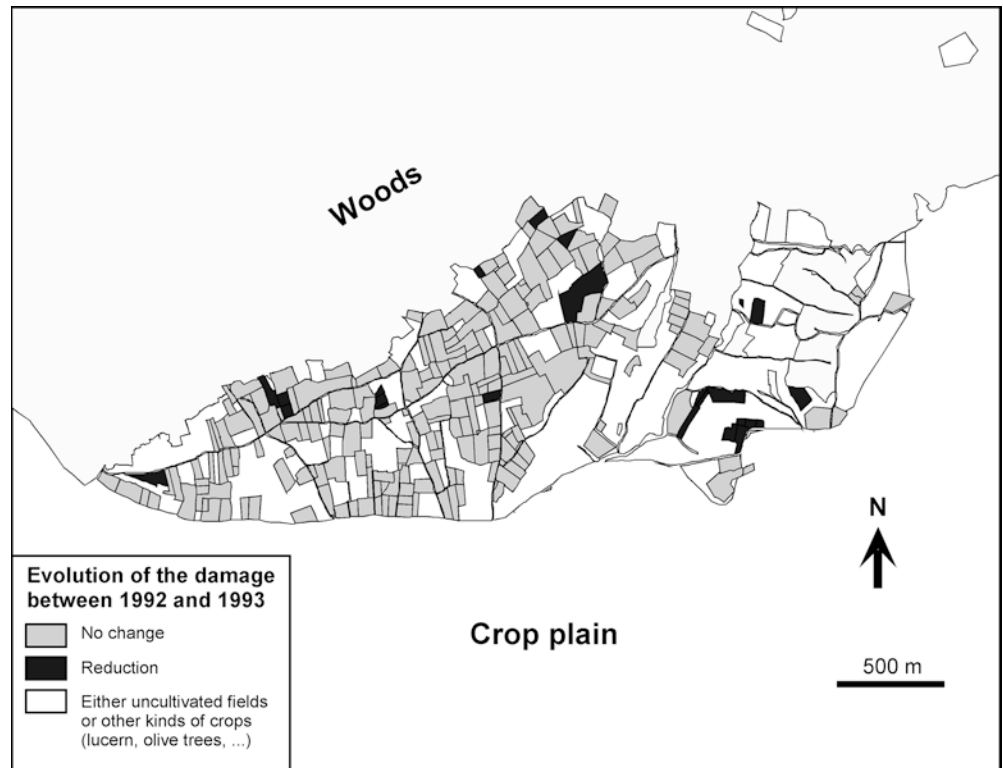 Woods
N
Crop plain
500 m
Evolution of the damage
between 1992 and 1993
No change
Reduction
Either uncultivated fields
or other kinds of crops
(lucern, olive trees, ...)